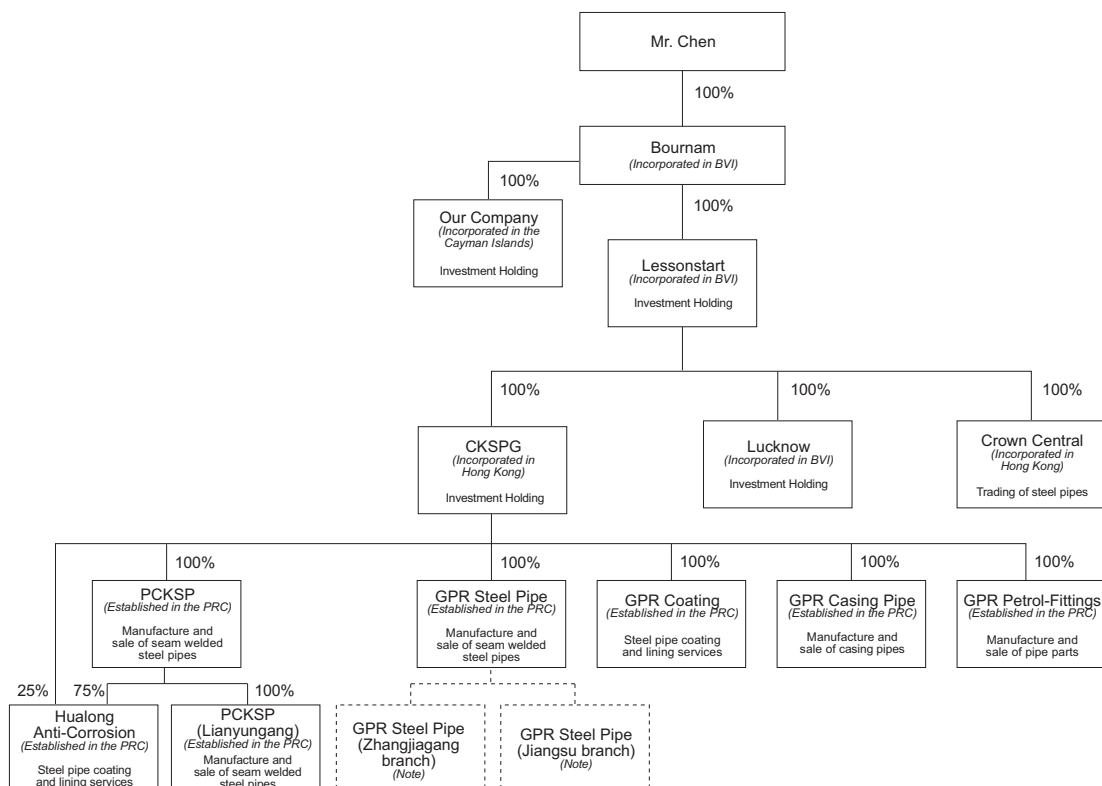 Mr. Chen
100%
Bournam
(Incorporated in BVI)
100%
100%
Our Company
(Incorporated in the
Cayman Islands)
Investment Holding
Lessonstart
(Incorporated in BVI)
Investment Holding
100%
100%
100%
CKSPG
(Incorporated in
Hong Kong)
Investment Holding
Lucknow
(Incorporated in BVI)
Investment Holding
Crown Central
(Incorporated in
Hong Kong)
Trading of steel pipes
100%
100%
100%
100%
100%
PCKSP
(Established in the PRC)
Manufacture and
sale of seam welded
steel pipes
GPR Steel Pipe
(Established in the PRC)
Manufacture and
sale of seam welded
steel pipes
GPR Coating
(Established in the PRC)
Steel pipe coating
and lining services
GPR Casing Pipe
(Established in the PRC)
Manufacture and
sale of casing pipes
GPR Petrol-Fittings
(Established in the PRC)
Manufacture and
sale of pipe parts
25%
75%
100%
Hualong
Anti-Corrosion
(Established in the PRC)
Steel pipe coating
and lining services
PCKSP
(Lianyungang)
(Established in the PRC)
Manufacture and
sale of seam welded
steel pipes
GPR Steel Pipe
(Zhangjiagang
branch)
(Note)
GPR Steel Pipe
(Jiangsu branch)
(Note)